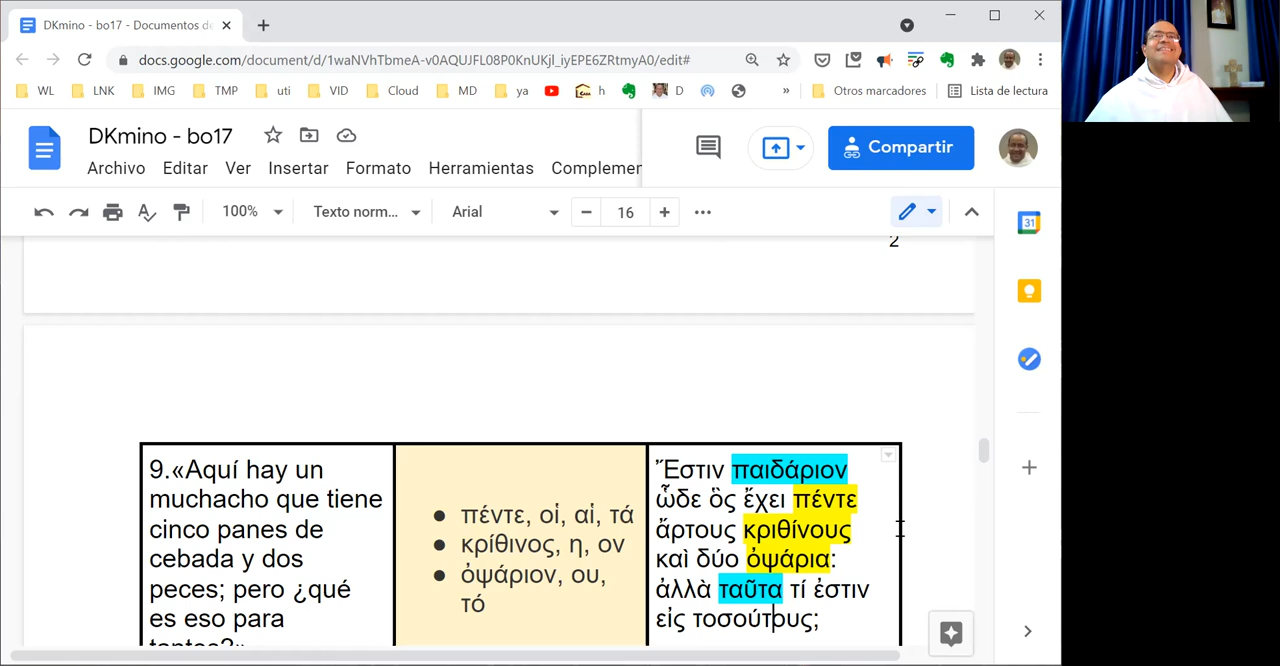 DKmino - bo17 - Documentos de
docs.google.com/document/d/1waNVhTbmeA-v0AQUJFL08P0KnUKjl_iyEPE6ZRtmyA0/edit#
WL LNK IMG TMP uti VID Cloud MD ya h D » Otros marcadores Lista de lectura
DKmino - bo17
Compartir
Archivo Editar Ver Insertar Formato Herramientas Complemen
100% Texto norm... Arial 16
31
2
9.«Aquí hay un
muchacho que tiene
cinco panes de
cebada y dos
peces; pero ¿qué
es eso para
tantos?»
πέντε, οἱ, αἱ, τά
κρίθινος, η, ον
ὀψάριον, ου,
τό
Ἔστιν παιδάριον
ὧδε ὃς ἔχει πέντε
ἄρτους κριθίνους
καὶ δύο ὀψάρια:
ἀλλὰ ταῦτα τί ἐστιν
εἰς τοσούτους;